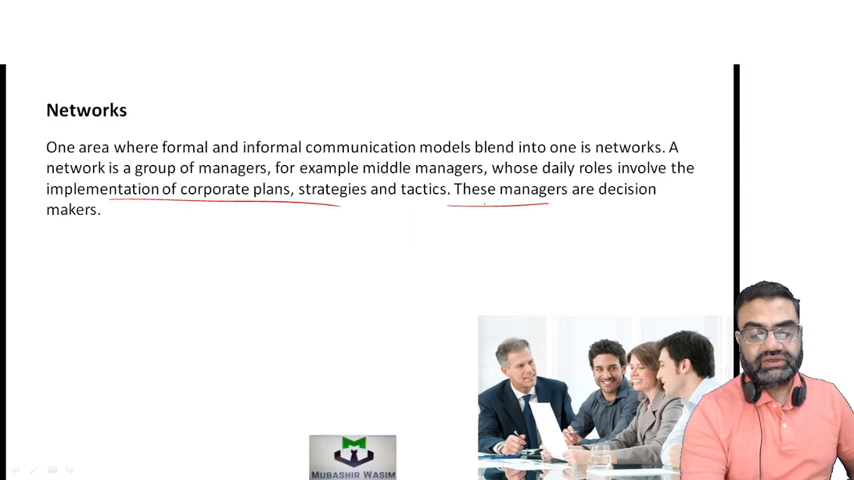 Networks
One area where formal and informal communication models blend into one is networks. A
network is a group of managers, for example middle managers, whose daily roles involve the
implementation of corporate plans, strategies and tactics. These managers are decision
makers.
MUBASHIR WASIM